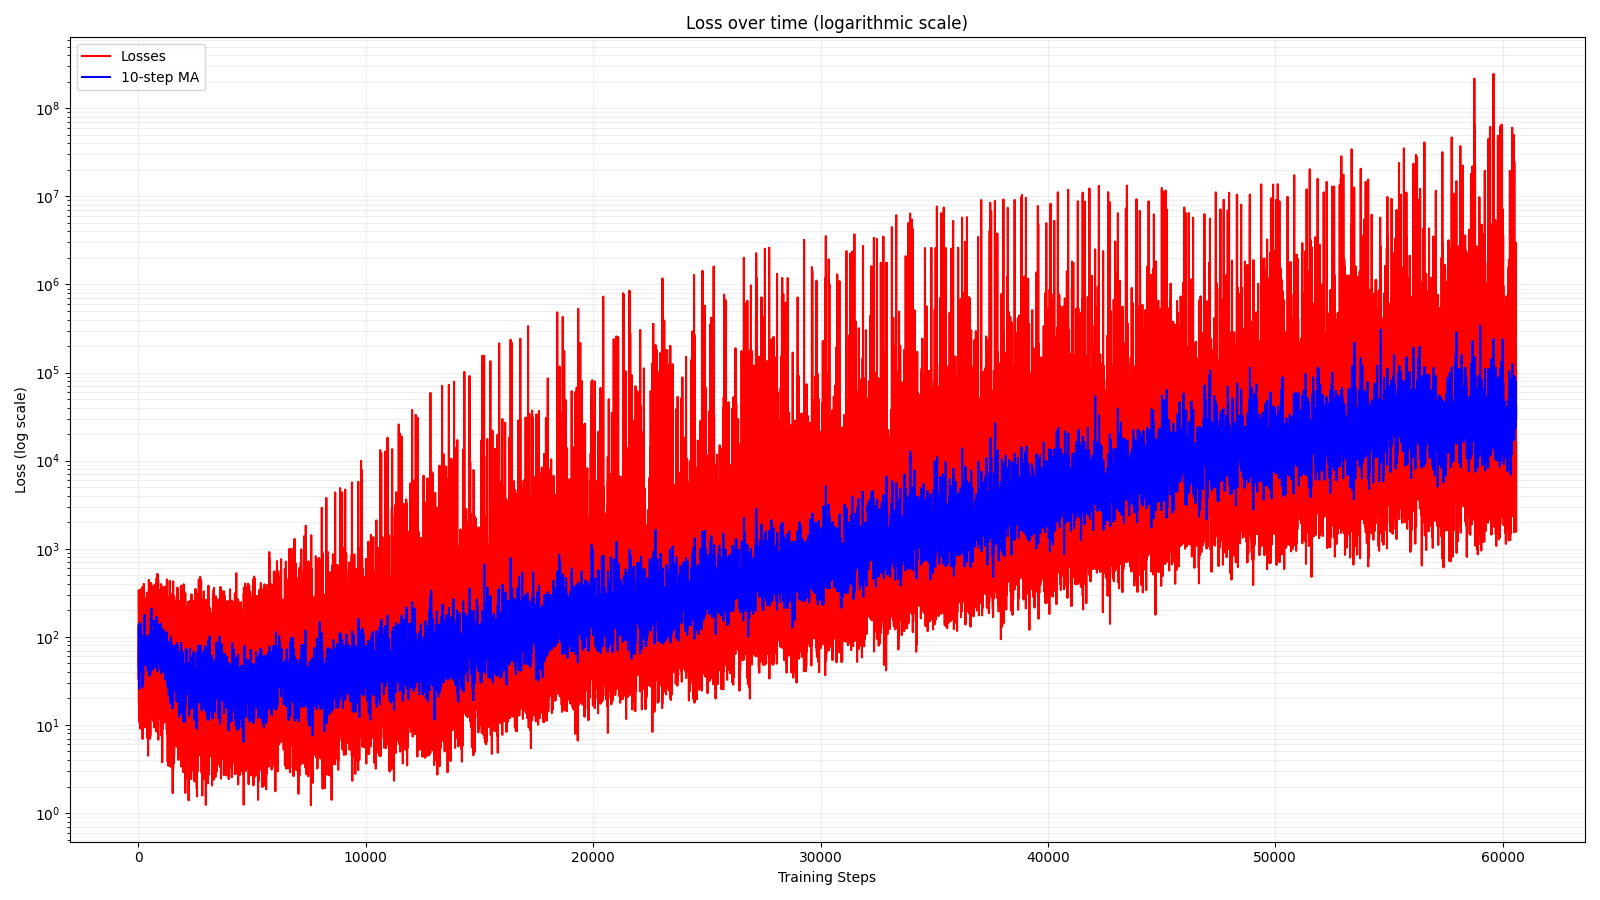 Loss over time (logarithmic scale)
Losses
10-step MA
Loss (log scale)
10⁸
10⁷
10⁶
10⁵
10⁴
10³
10²
10¹
10⁰
0 10000 20000 30000 40000 50000 60000
Training Steps